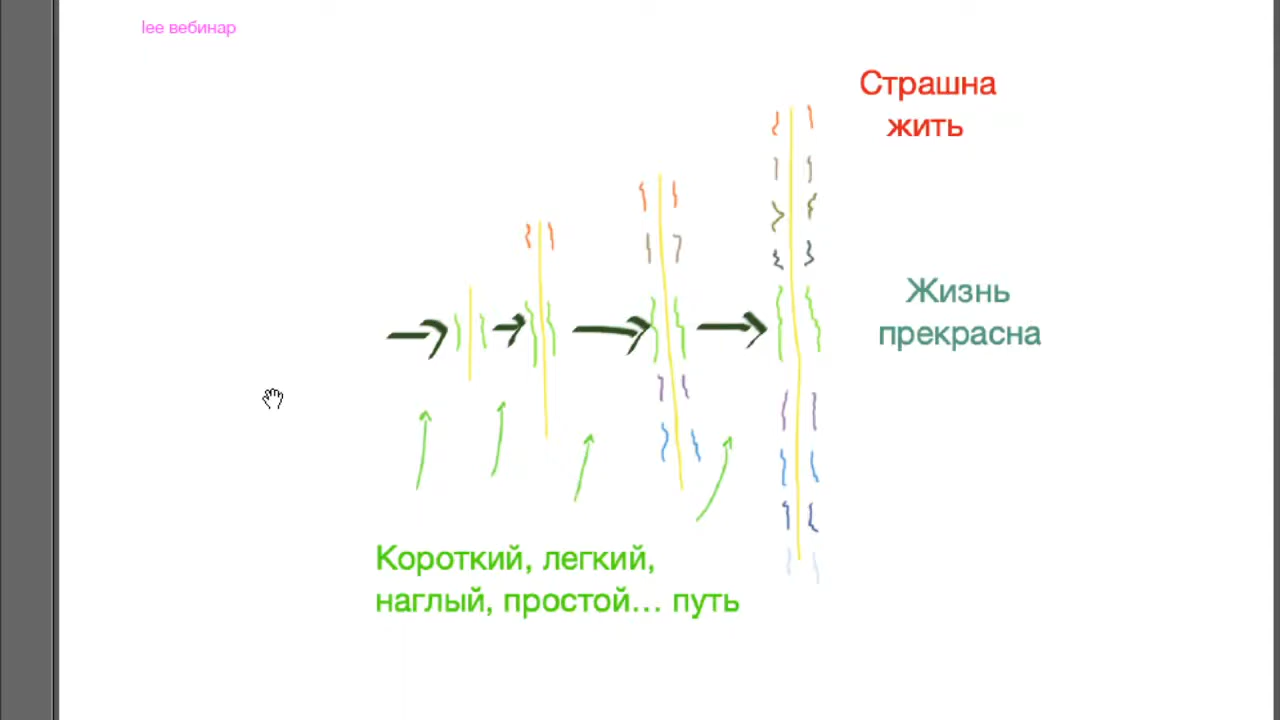 lee вебинар
Страшна
жить
Жизнь
прекрасна
Короткий, легкий,
наглый, простой... путь